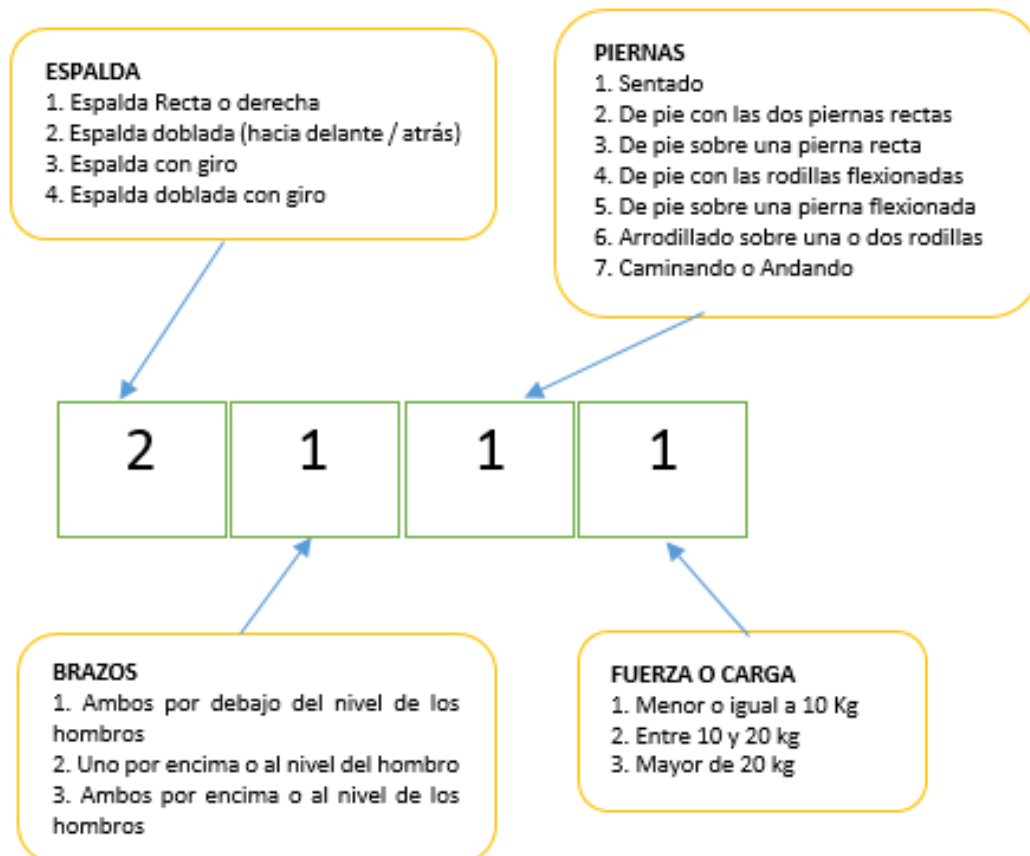 ESPALDA
1. Espalda Recta o derecha
2. Espalda doblada (hacia delante / atrás)
3. Espalda con giro
4. Espalda doblada con giro
PIERNAS
1. Sentado
2. De pie con las dos piernas rectas
3. De pie sobre una pierna recta
4. De pie con las rodillas flexionadas
5. De pie sobre una pierna flexionada
6. Arrodillado sobre una o dos rodillas
7. Caminando o Andando
2 1 1 1
BRAZOS
1. Ambos por debajo del nivel de los
hombros
2. Uno por encima o al nivel del hombro
3. Ambos por encima o al nivel de los
hombros
FUERZA O CARGA
1. Menor o igual a 10 Kg
2. Entre 10 y 20 kg
3. Mayor de 20 kg